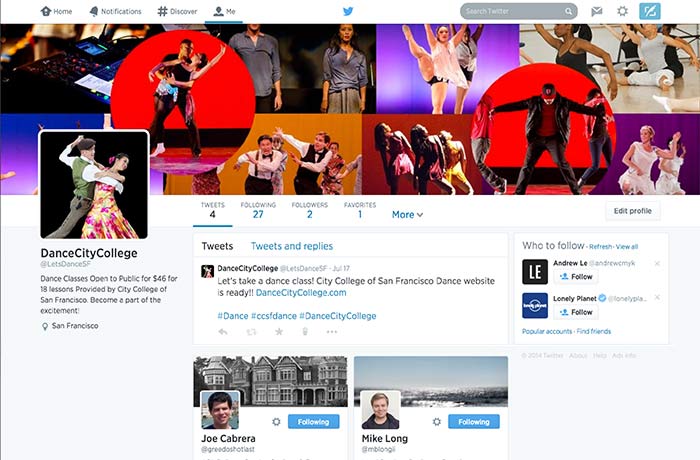 Home Notifications Discover Me Search Twitter
TWEETS FOLLOWING FOLLOWERS FAVORITES
4 27 2 1 More
Edit profile
DanceCityCollege
@LetsDanceSF
Dance Classes Open to Public for $46 for
18 lessons Provided by City College of
San Francisco. Become a part of the
excitement!
San Francisco
Tweets Tweets and replies
DanceCityCollege @LetsDanceSF · Jul 17
Let's take a dance class! City College of San Francisco Dance website
is ready!! DanceCityCollege.com
#Dance #ccsfdance #DanceCityCollege
Who to follow · Refresh · View all
LE
Andrew Le @andrewcmyk
Follow
lonely planet
Lonely Planet @lonelypla...
Follow
Popular accounts · Find friends
© 2014 Twitter About Help Ads info
Following
Joe Cabrera
@greedoshotlast
Following
Mike Long
@mblongii